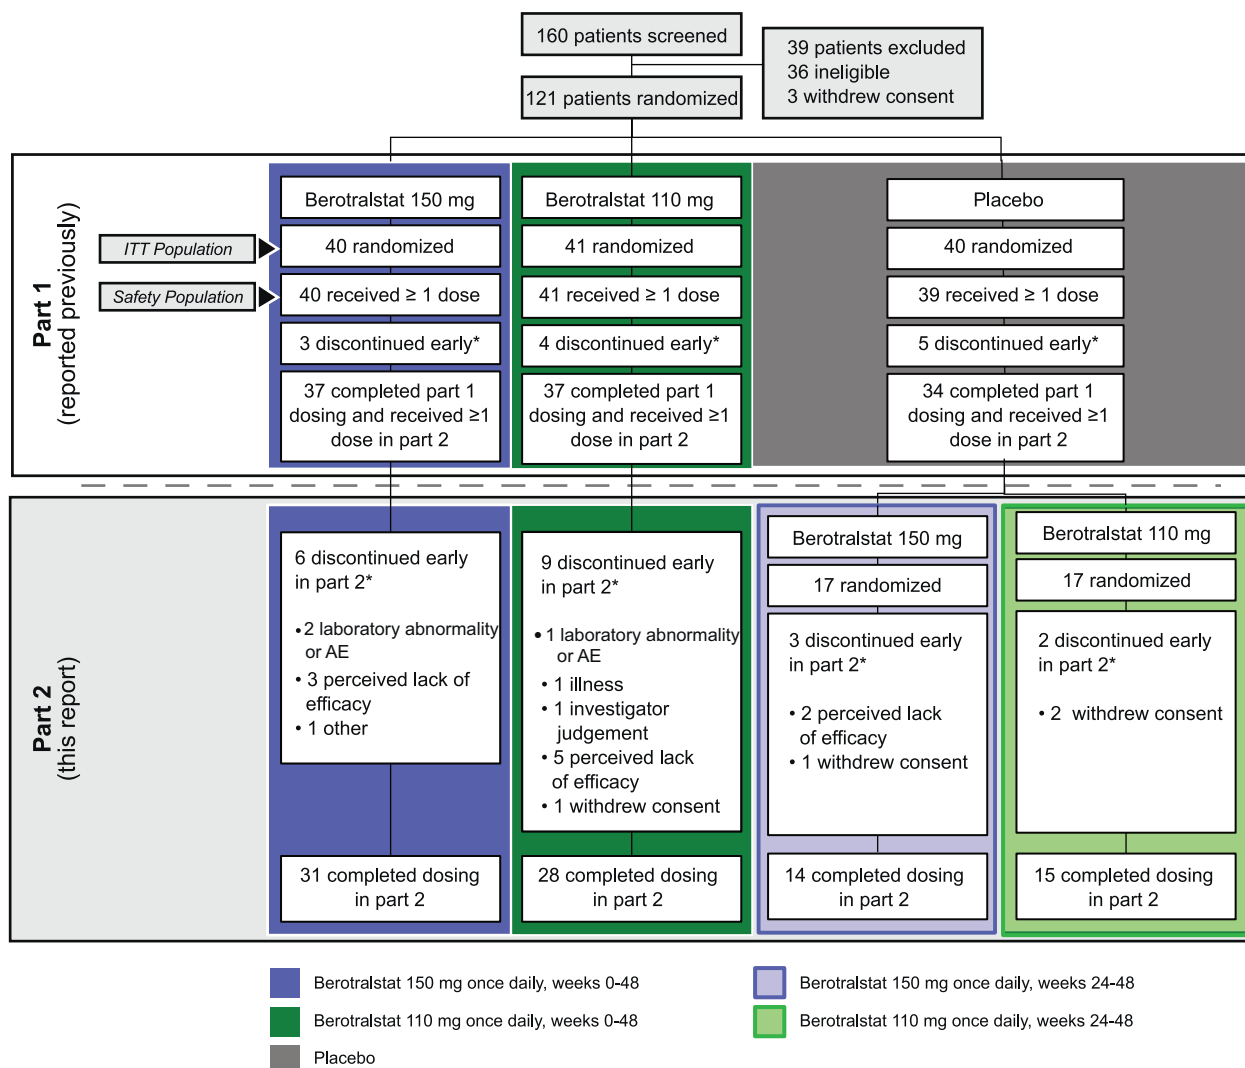 160 patients screened
39 patients excluded
36 ineligible
3 withdrew consent
121 patients randomized
Part 1
(reported previously)
ITT Population
Safety Population
Berotralstat 150 mg
40 randomized
40 received ≥ 1 dose
3 discontinued early*
37 completed part 1
dosing and received ≥1
dose in part 2
Berotralstat 110 mg
41 randomized
41 received ≥ 1 dose
4 discontinued early*
37 completed part 1
dosing and received ≥1
dose in part 2
Placebo
40 randomized
39 received ≥ 1 dose
5 discontinued early*
34 completed part 1
dosing and received ≥1
dose in part 2
Part 2
(this report)
6 discontinued early
in part 2*
• 2 laboratory abnormality
or AE
• 3 perceived lack of
efficacy
• 1 other
31 completed dosing
in part 2
9 discontinued early
in part 2*
• 1 laboratory abnormality
or AE
• 1 illness
• 1 investigator
judgement
• 5 perceived lack
of efficacy
• 1 withdrew consent
28 completed dosing
in part 2
Berotralstat 150 mg
17 randomized
3 discontinued early
in part 2*
• 2 perceived lack
of efficacy
• 1 withdrew consent
14 completed dosing
in part 2
Berotralstat 110 mg
17 randomized
2 discontinued early
in part 2*
• 2 withdrew consent
15 completed dosing
in part 2
Berotralstat 150 mg once daily, weeks 0-48
Berotralstat 110 mg once daily, weeks 0-48
Placebo
Berotralstat 150 mg once daily, weeks 24-48
Berotralstat 110 mg once daily, weeks 24-48